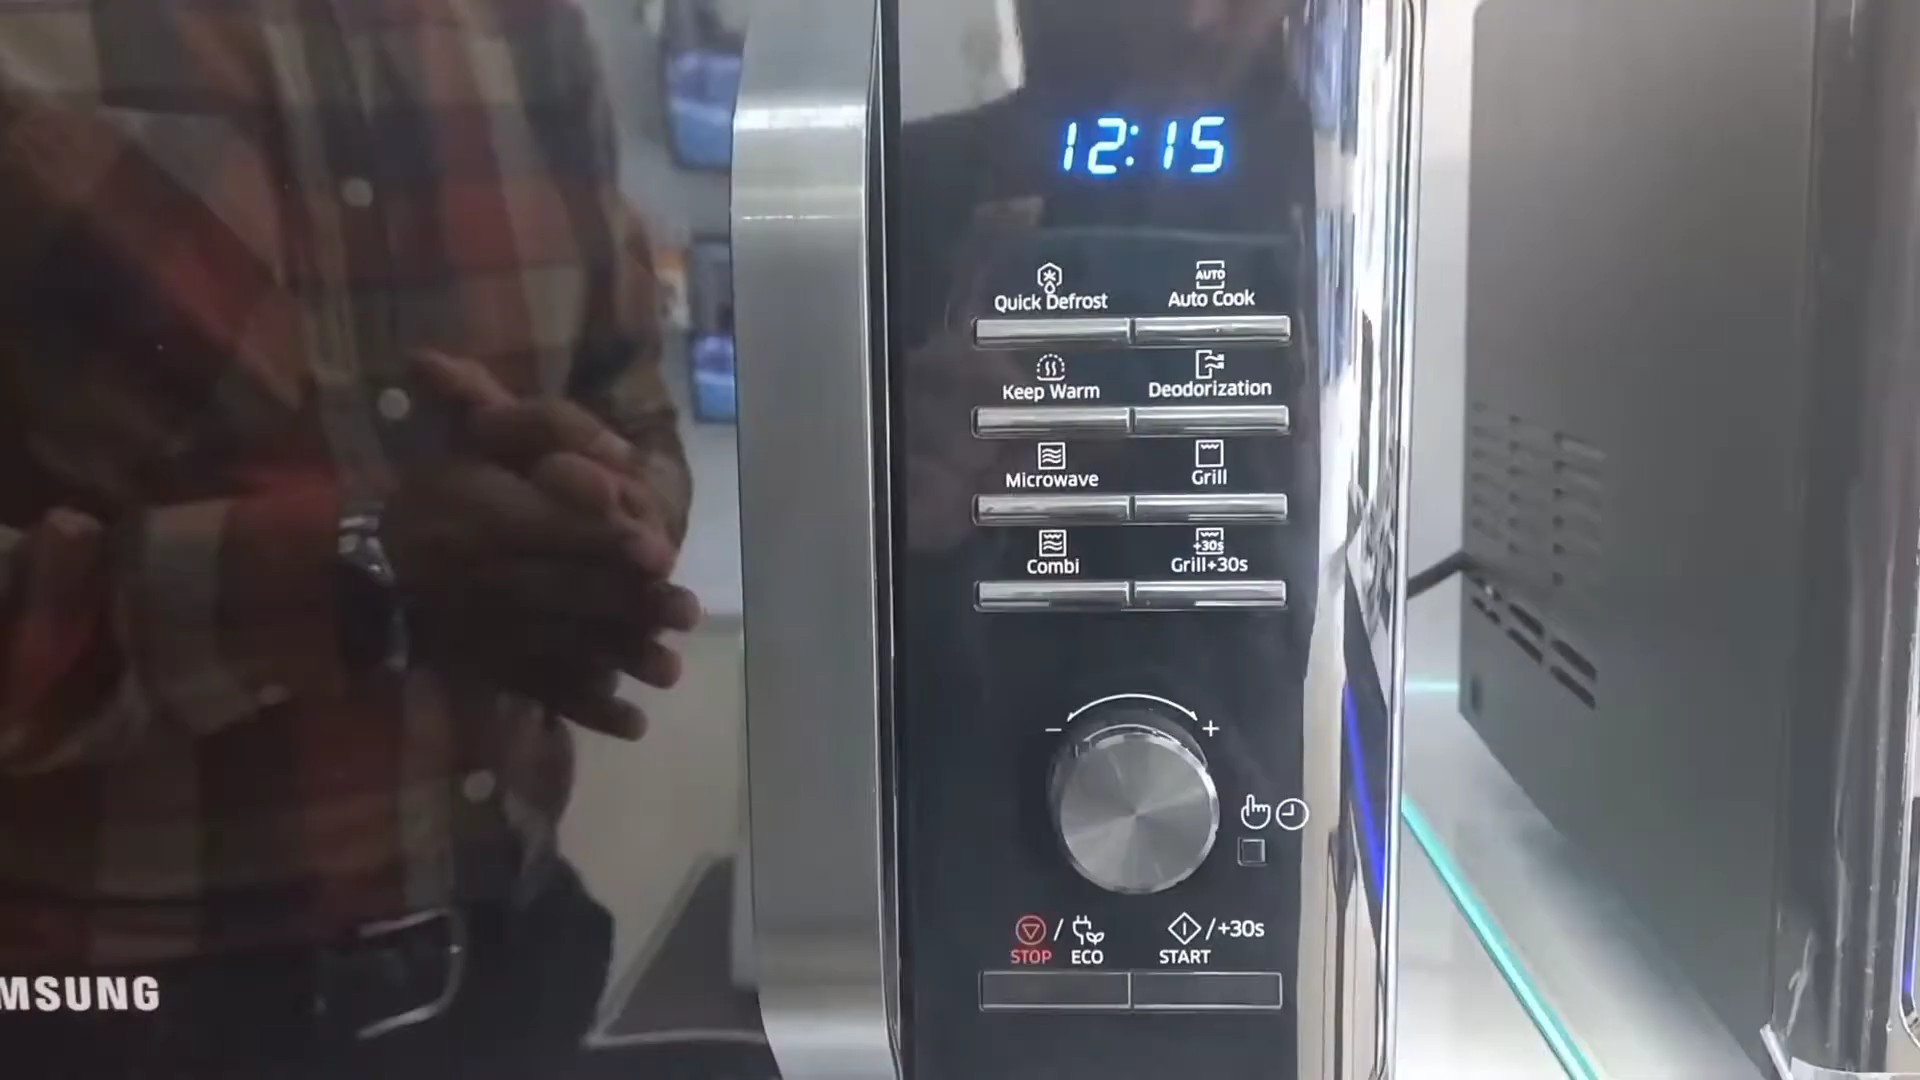 12:15
Quick Defrost
AUTO
Auto Cook
Keep Warm
Deodorization
Microwave
Grill
Combi
+30s
Grill+30s
− +
/ /+30s
STOP ECO START
MSUNG